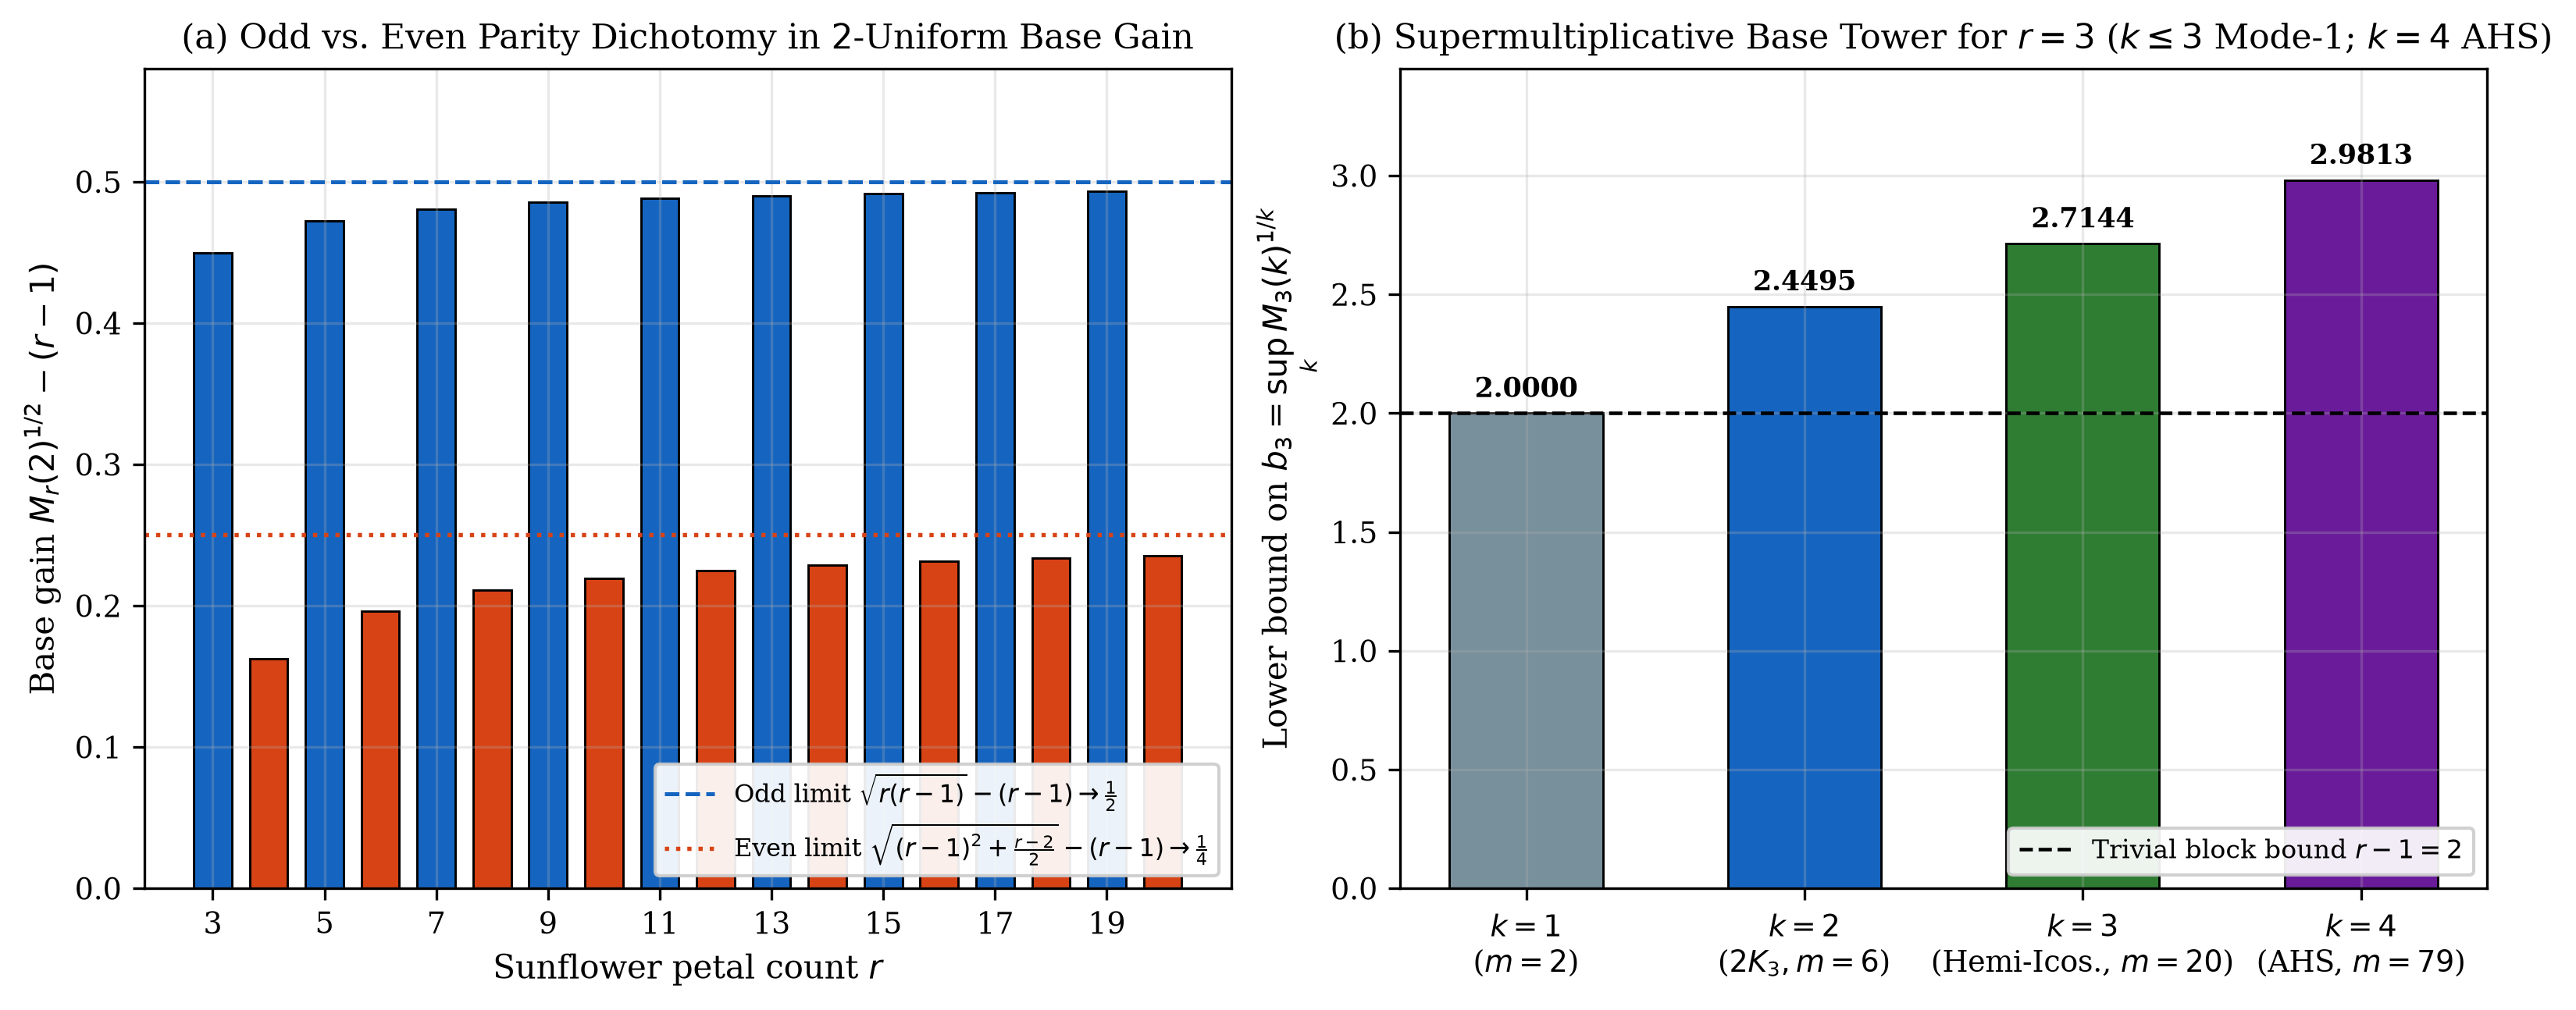 (a) Odd vs. Even Parity Dichotomy in 2-Uniform Base Gain
Base gain M_r(2)^{1/2} − (r − 1)
0.5
0.4
0.3
0.2
0.1
0.0
3 5 7 9 11 13 15 17 19
Sunflower petal count r
Odd limit √(r(r − 1)) − (r − 1) → 1/2
Even limit √((r − 1)² + (r−2)/2) − (r − 1) → 1/4
(b) Supermultiplicative Base Tower for r = 3 (k ≤ 3 Mode-1; k = 4 AHS)
Lower bound on b₃ = sup_k M₃(k)^{1/k}
3.0
2.5
2.0
1.5
1.0
0.5
0.0
2.0000
2.4495
2.7144
2.9813
Trivial block bound r − 1 = 2
k = 1 k = 2 k = 3 k = 4
(m = 2) (2K₃, m = 6) (Hemi-Icos., m = 20) (AHS, m = 79)